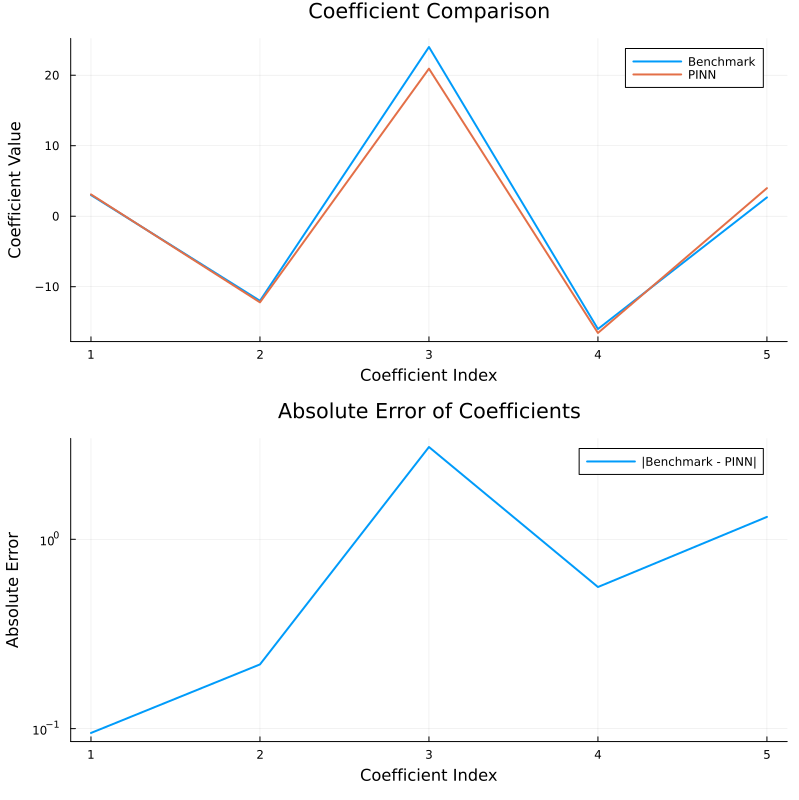 Coefficient Comparison
Benchmark
PINN
20
10
0
−10
Coefficient Value
1 2 3 4 5
Coefficient Index
Absolute Error of Coefficients
|Benchmark - PINN|
10^0
10^−1
Absolute Error
1 2 3 4 5
Coefficient Index